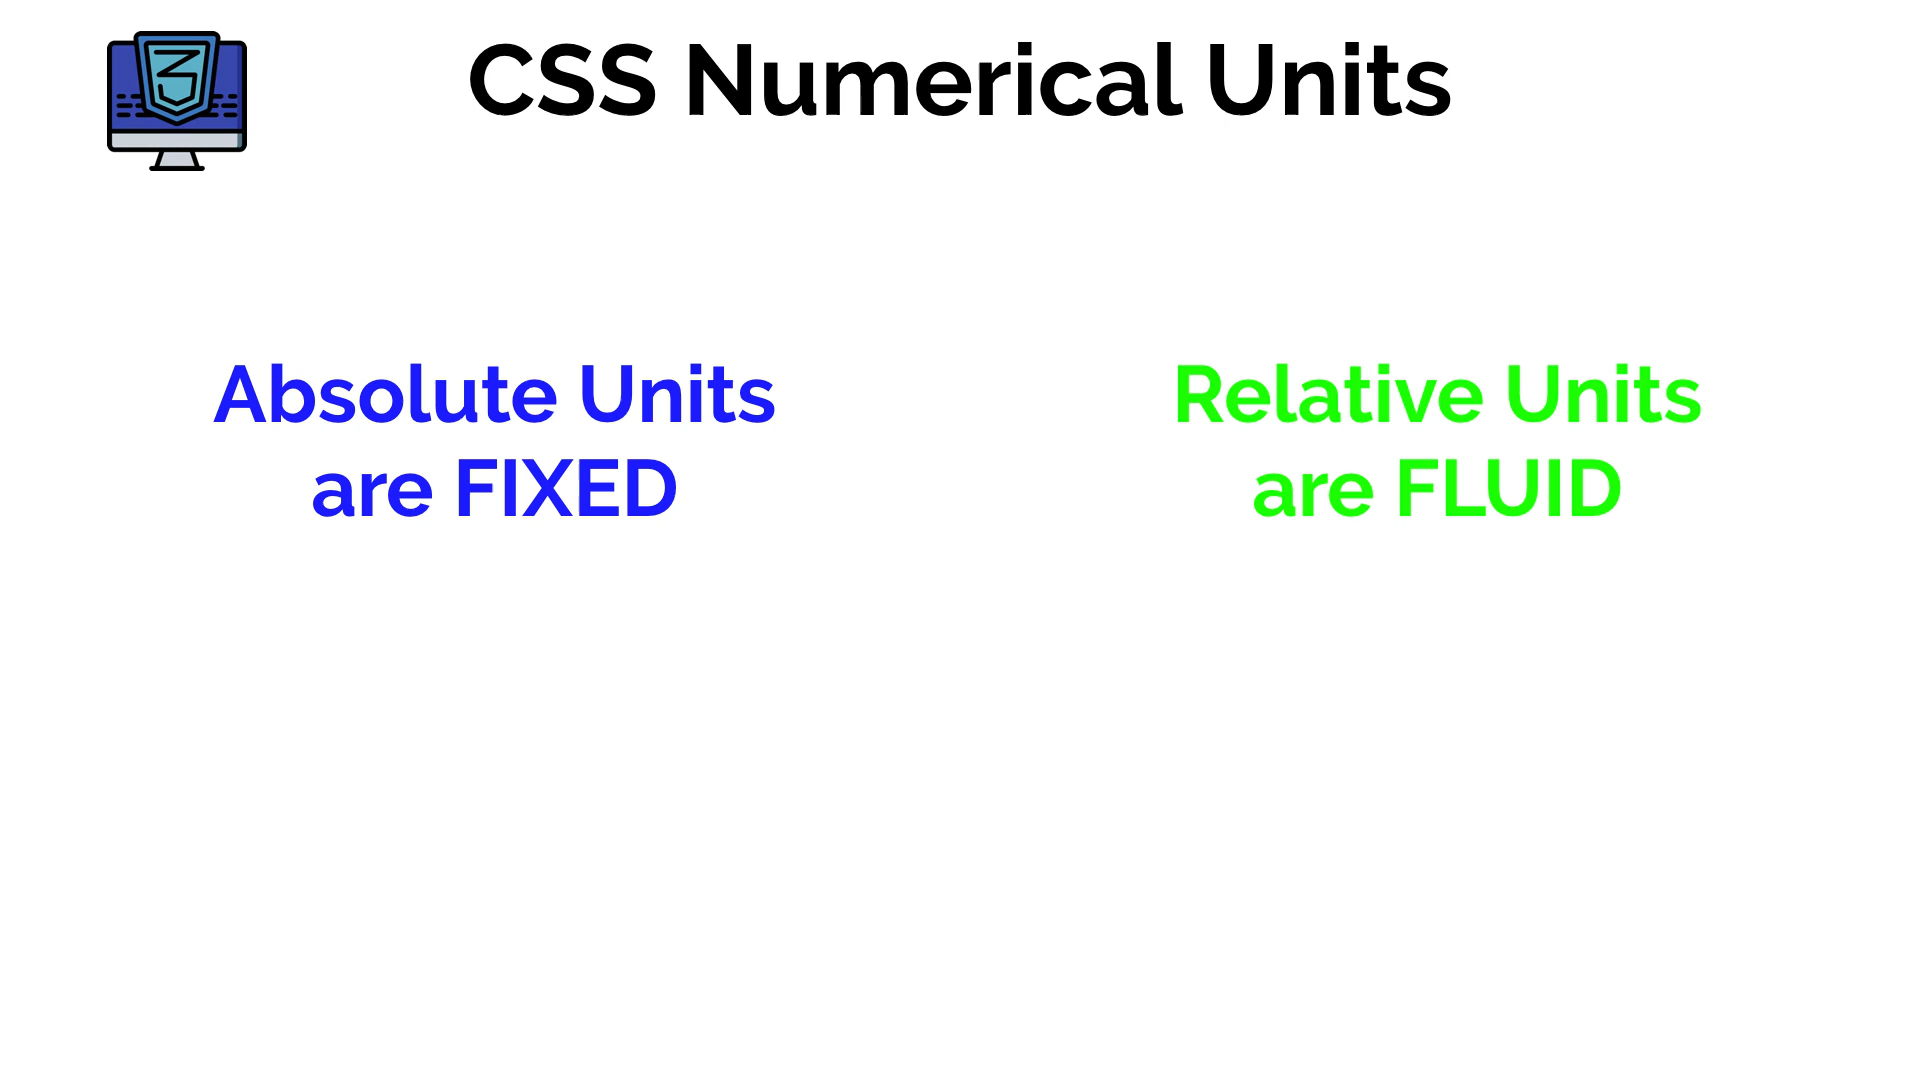 CSS Numerical Units
Absolute Units
are FIXED
Relative Units
are FLUID